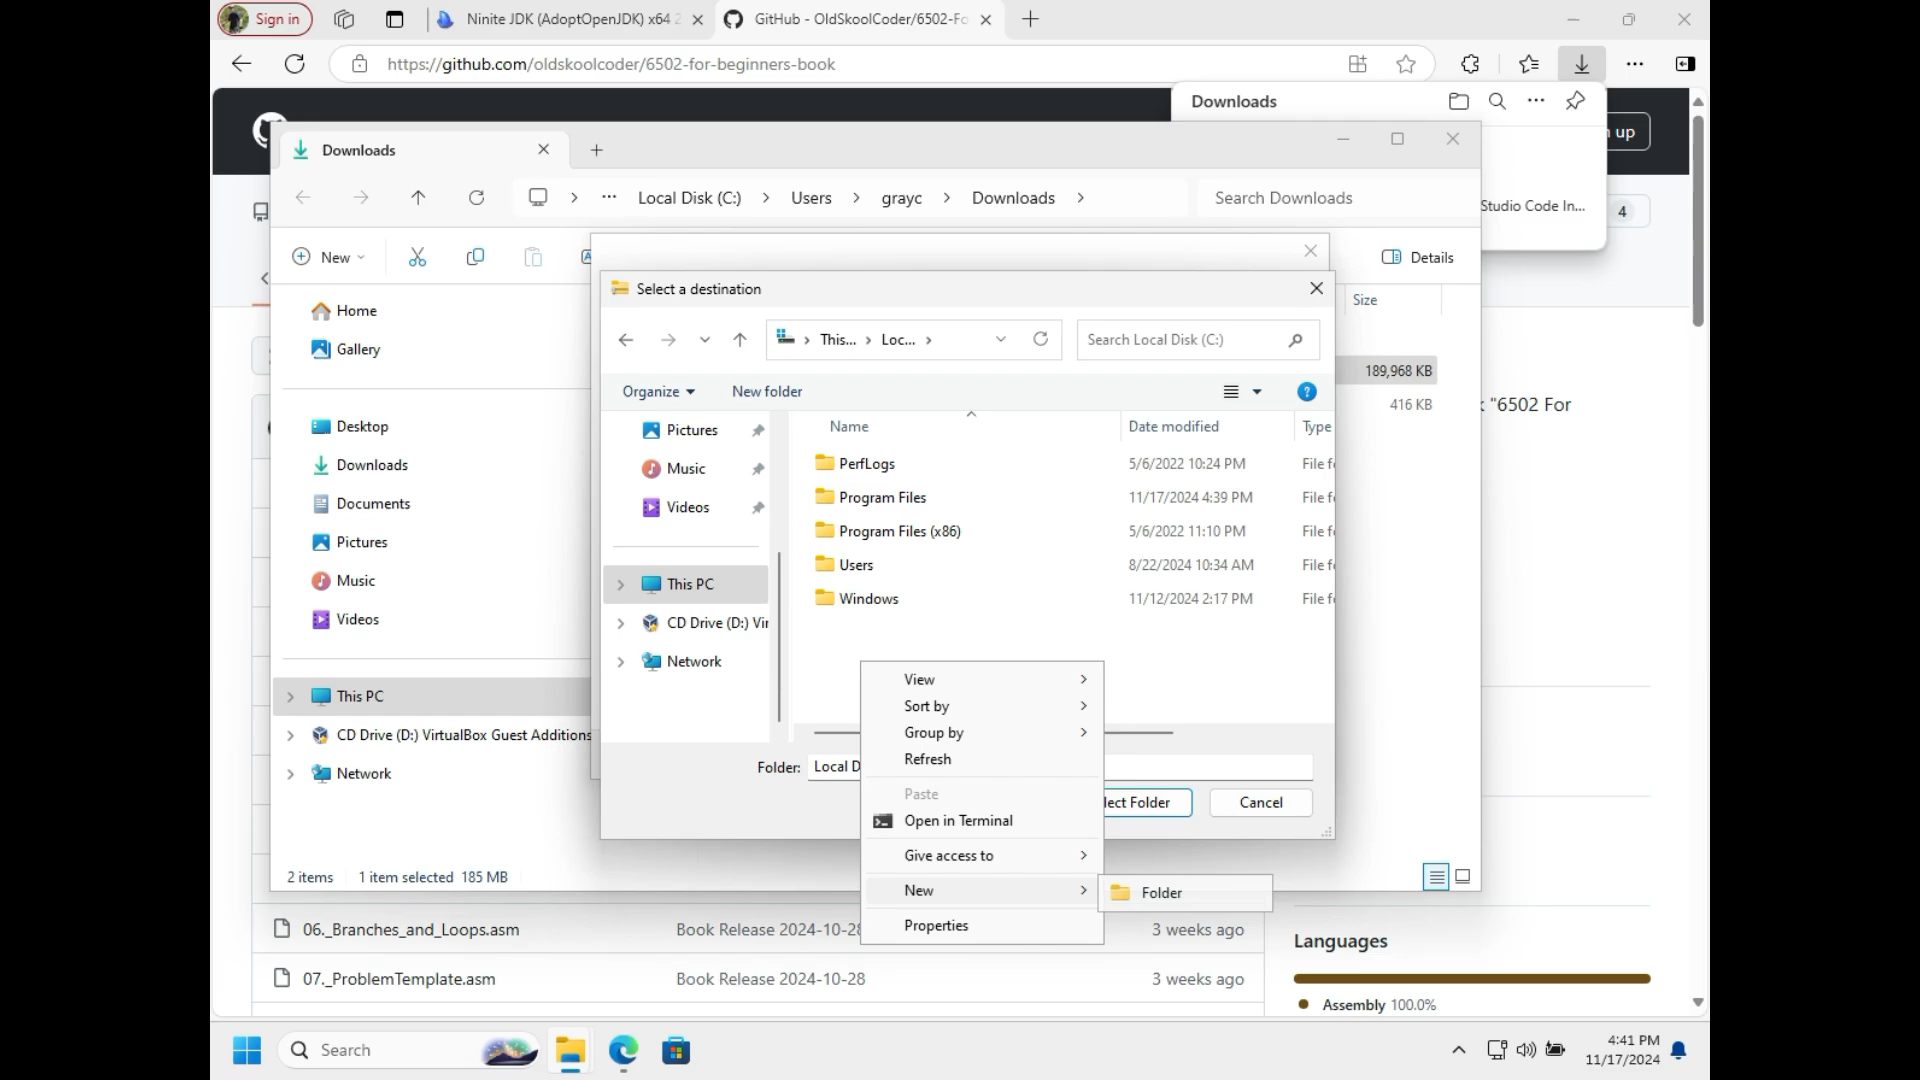 Sign in
Ninite JDK (AdoptOpenJDK) x64 2
GitHub - OldSkoolCoder/6502-Fo
https://github.com/oldskoolcoder/6502-for-beginners-book
Downloads
up
Downloads
Local Disk (C:)
Users
grayc
Downloads
Search Downloads
Studio Code In...
4
New
Details
Home
Gallery
Desktop
Downloads
Documents
Pictures
Music
Videos
This PC
CD Drive (D:) VirtualBox Guest Additions
Network
2 items
1 item selected 185 MB
Size
189,968 KB
416 KB
"6502 For
Select a destination
This...
Loc...
Search Local Disk (C:)
Organize
New folder
Pictures
Music
Videos
This PC
CD Drive (D:) Vir
Network
Name
Date modified
Type
PerfLogs
5/6/2022 10:24 PM
File f
Program Files
11/17/2024 4:39 PM
File f
Program Files (x86)
5/6/2022 11:10 PM
File f
Users
8/22/2024 10:34 AM
File f
Windows
11/12/2024 2:17 PM
File f
Folder:
Local D
lect Folder
Cancel
View
Sort by
Group by
Refresh
Paste
Open in Terminal
Give access to
New
Properties
Folder
06._Branches_and_Loops.asm
Book Release 2024-10-28
3 weeks ago
07._ProblemTemplate.asm
Book Release 2024-10-28
3 weeks ago
Languages
Assembly 100.0%
Search
4:41 PM
11/17/2024